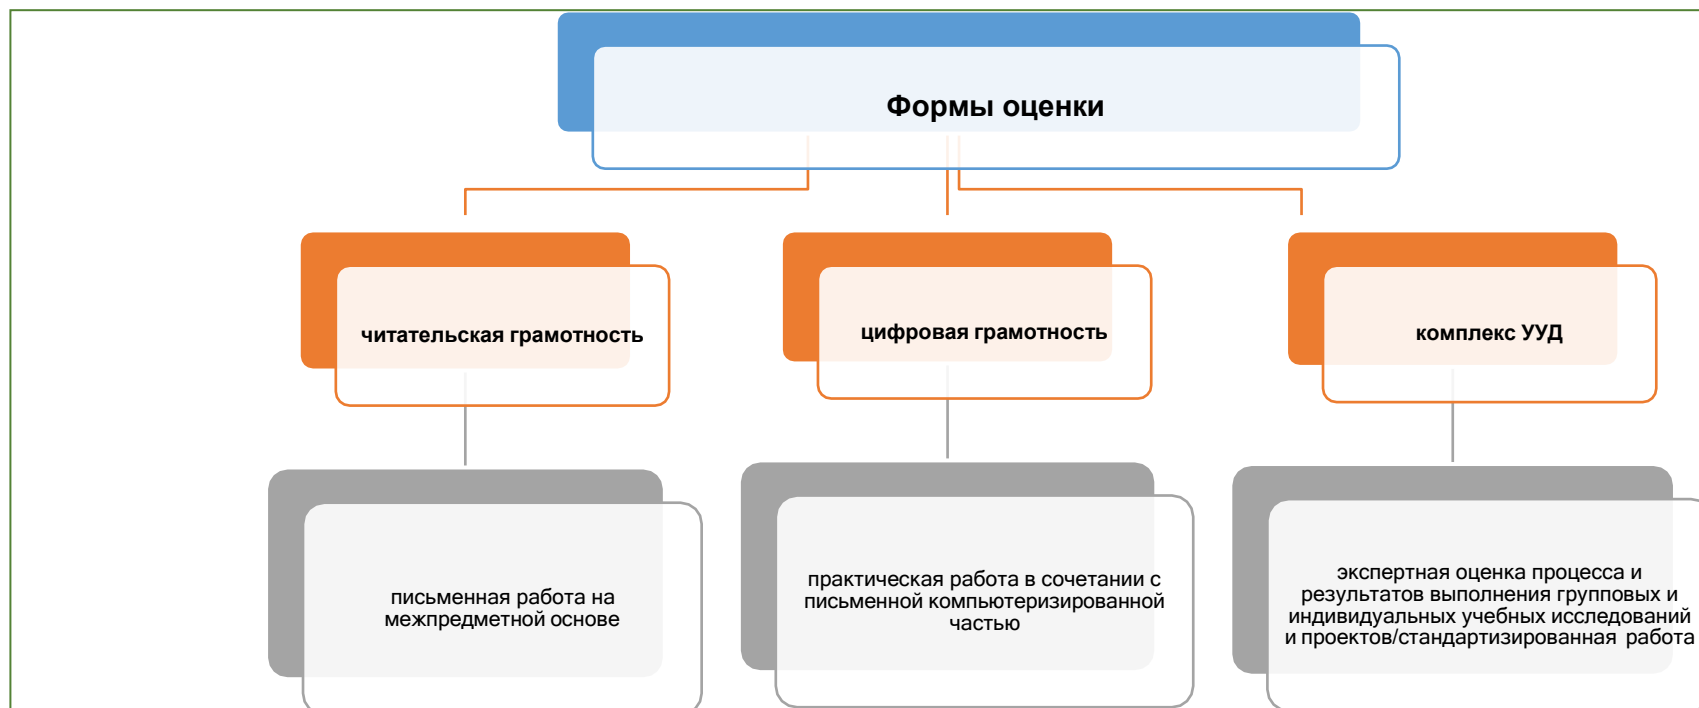 Формы оценки
читательская грамотность
цифровая грамотность
комплекс УУД
письменная работа на
межпредметной основе
практическая работа в сочетании с
письменной компьютеризированной
частью
экспертная оценка процесса и
результатов выполнения групповых и
индивидуальных учебных исследований
и проектов/стандартизированная работа